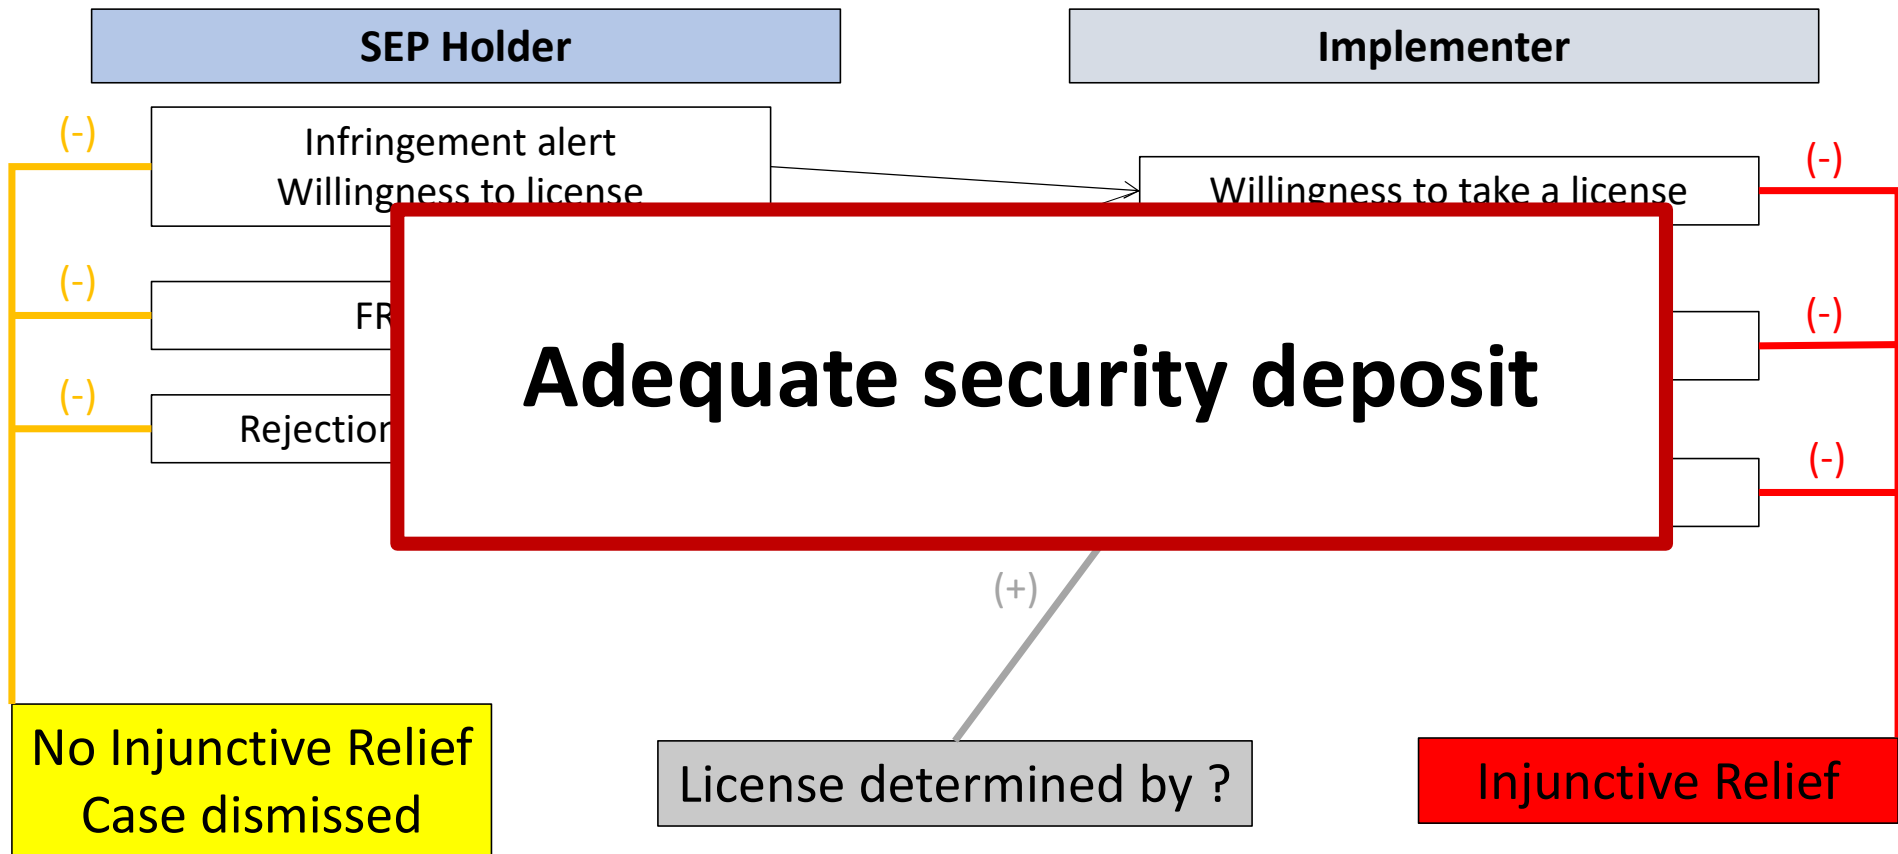 SEP Holder
Implementer
(-)
Infringement alert
Willingness to license
(-)
Willingness to take a license
(-)
FR
(-)
(-)
Rejection
(-)
Adequate security deposit
(+)
No Injunctive Relief
Case dismissed
License determined by ?
Injunctive Relief